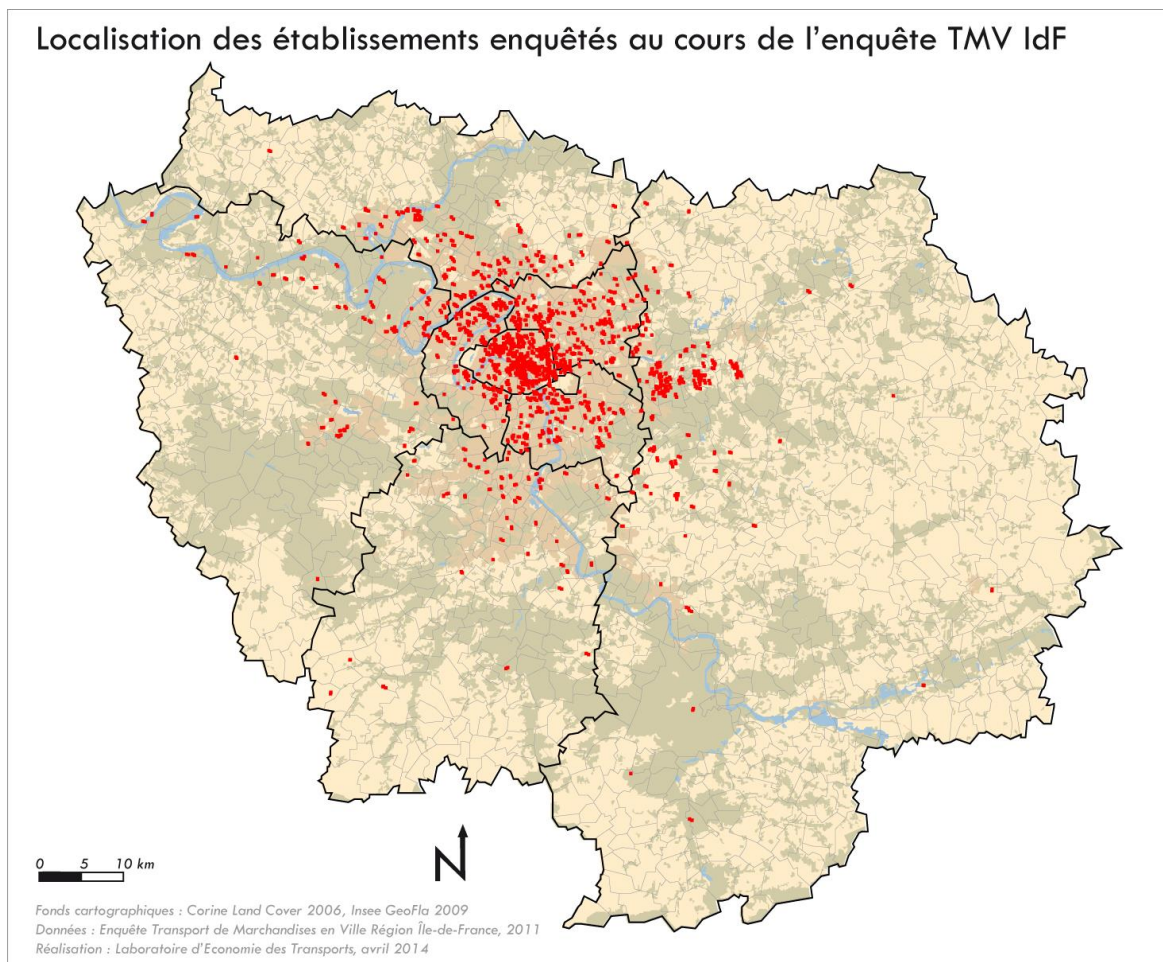 Localisation des établissements enquêtés au cours de l'enquête TMV IdF
0 5 10 km
N
Fonds cartographiques : Corine Land Cover 2006, Insee GeoFla 2009
Données : Enquête Transport de Marchandises en Ville Région Île-de-France, 2011
Réalisation : Laboratoire d'Economie des Transports, avril 2014